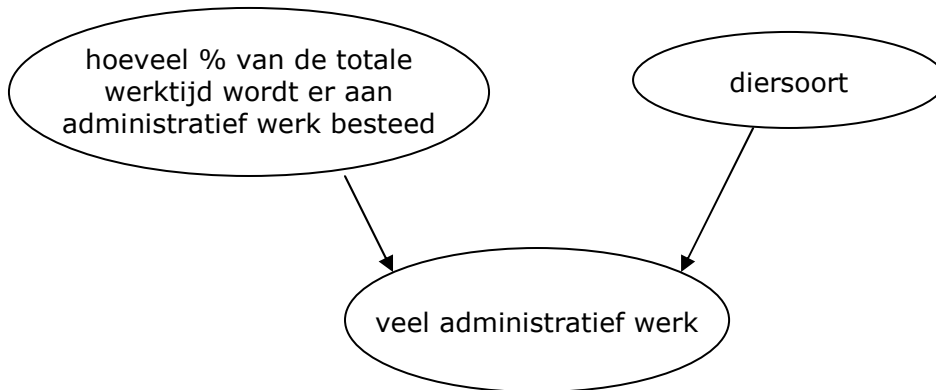 hoeveel % van de totale
werktijd wordt er aan
administratief werk besteed
diersoort
veel administratief werk